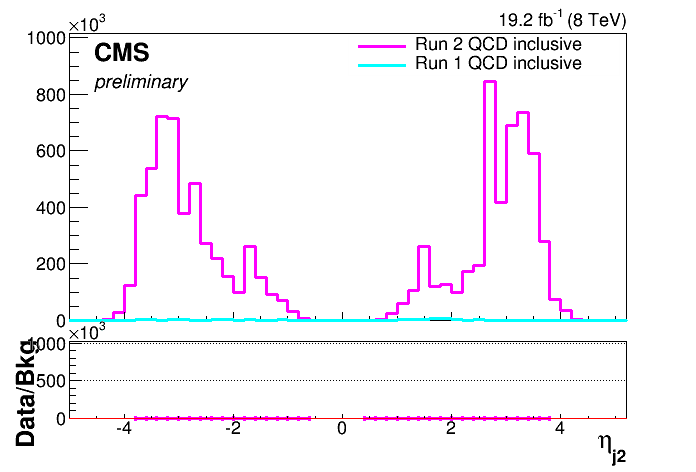 19.2 fb⁻¹ (8 TeV)
×10³
CMS
preliminary
Run 2 QCD inclusive
Run 1 QCD inclusive
1000
800
600
400
200
0
×10³
Data/Bkg.
1000
500
0
-4 -2 0 2 4
η_j2